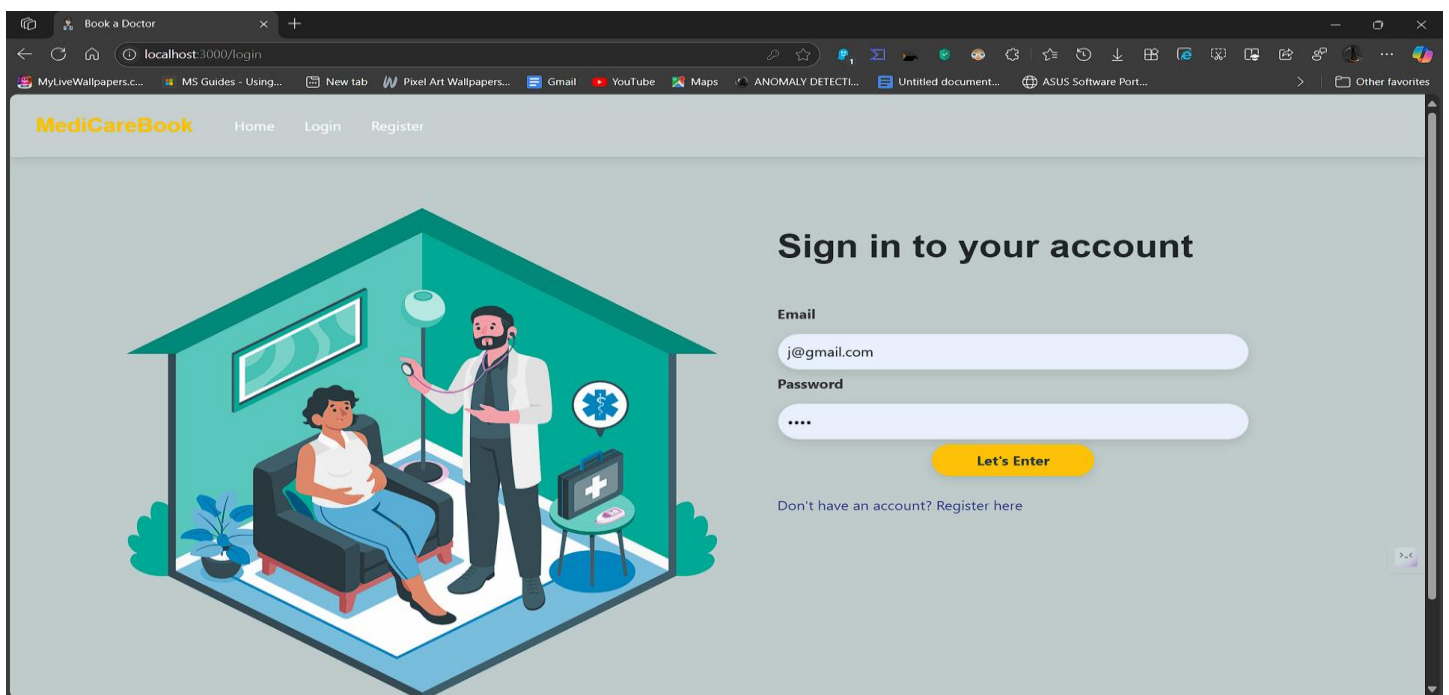 Book a Doctor
localhost:3000/login
1
MyLiveWallpapers.c... MS Guides - Using... New tab Pixel Art Wallpapers... Gmail YouTube Maps ANOMALY DETECTI... Untitled document... ASUS Software Port... Other favorites
MediCareBook Home Login Register
Sign in to your account
Email
j@gmail.com
Password
••••
Let's Enter
Don't have an account? Register here